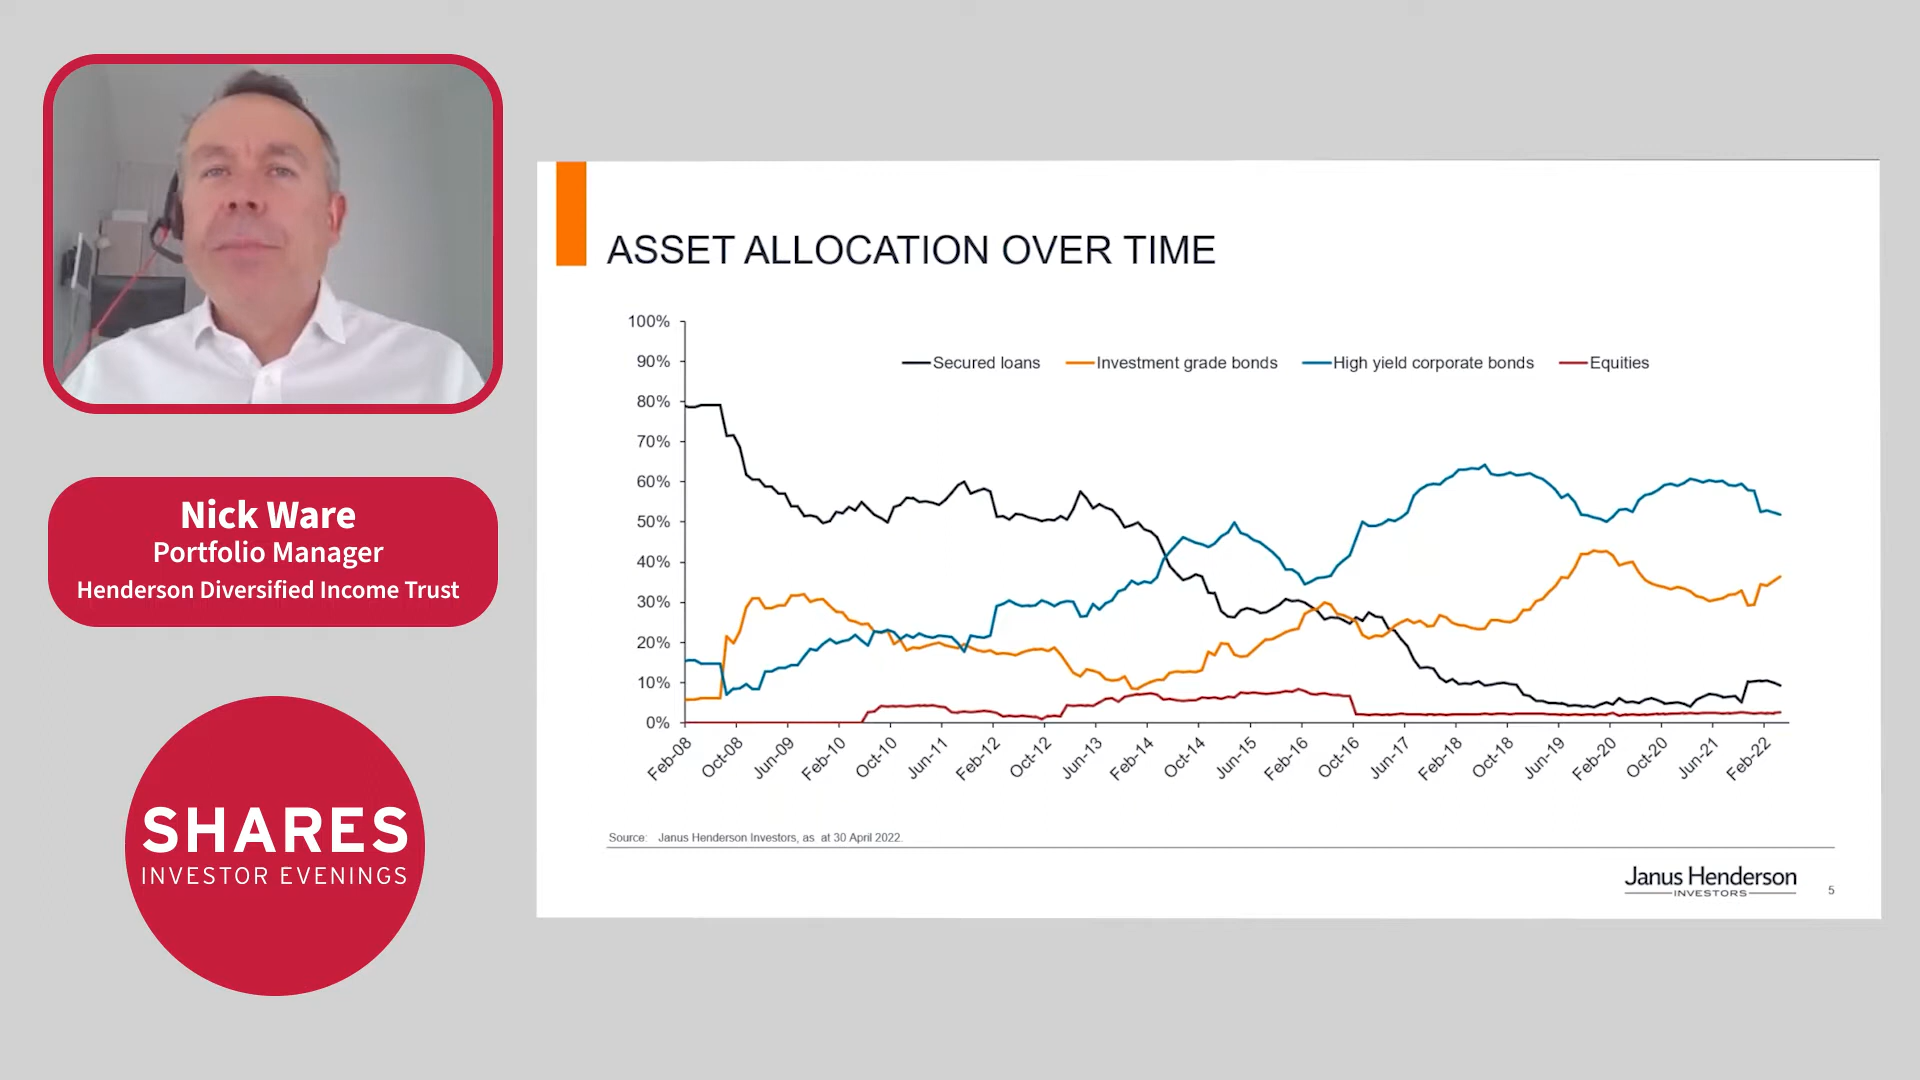 Nick Ware
Portfolio Manager
Henderson Diversified Income Trust
SHARES
INVESTOR EVENINGS
ASSET ALLOCATION OVER TIME
100%
90%
80%
70%
60%
50%
40%
30%
20%
10%
0%
Secured loans Investment grade bonds High yield corporate bonds Equities
Feb-08 Oct-08 Jun-09 Feb-10 Oct-10 Jun-11 Feb-12 Oct-12 Jun-13 Feb-14 Oct-14 Jun-15 Feb-16 Oct-16 Jun-17 Feb-18 Oct-18 Jun-19 Feb-20 Oct-20 Jun-21 Feb-22
Source: Janus Henderson Investors, as at 30 April 2022.
Janus Henderson
INVESTORS
5